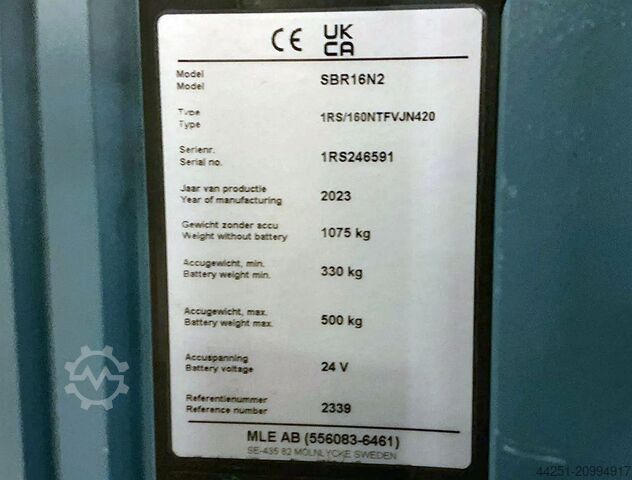 CE UK
CA
Model SBR16N2
Model
Type 1RS/160NTFVJN420
Type
Serienr. 1RS246591
Serial no.
Jaar van productie 2023
Year of manufacturing
Gewicht zonder accu 1075 kg
Weight without battery
Accugewicht, min. 330 kg
Battery weight min.
Accugewicht, max. 500 kg
Battery weight max.
Accuspanning 24 V
Battery voltage
Referentienummer 2339
Reference number
MLE AB (556083-6461)
SE-435 82 MÖLNLYCKE SWEDEN
44251-20994917